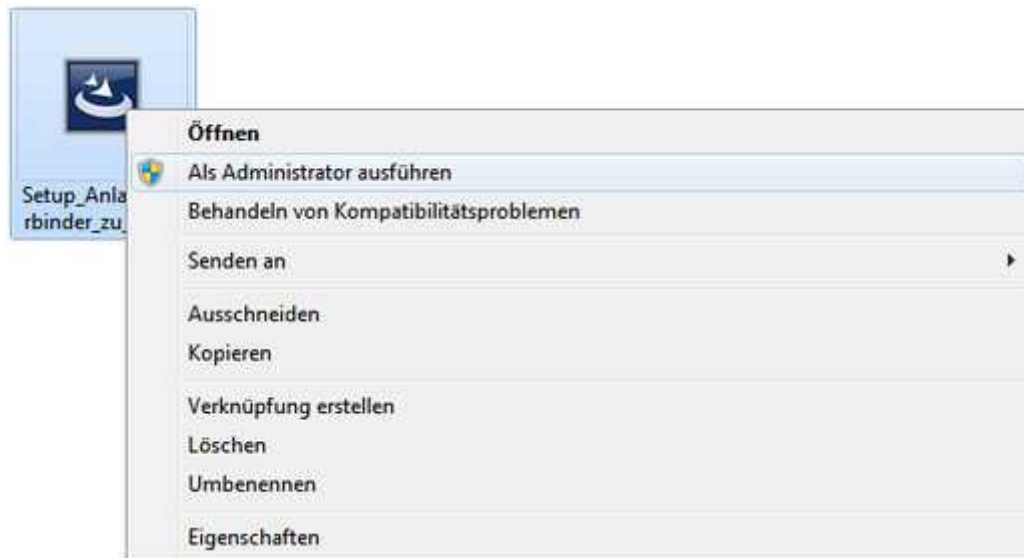 Setup_Anla
rbinder_zu_
Öffnen
Als Administrator ausführen
Behandeln von Kompatibilitätsproblemen
Senden an
Ausschneiden
Kopieren
Verknüpfung erstellen
Löschen
Umbenennen
Eigenschaften